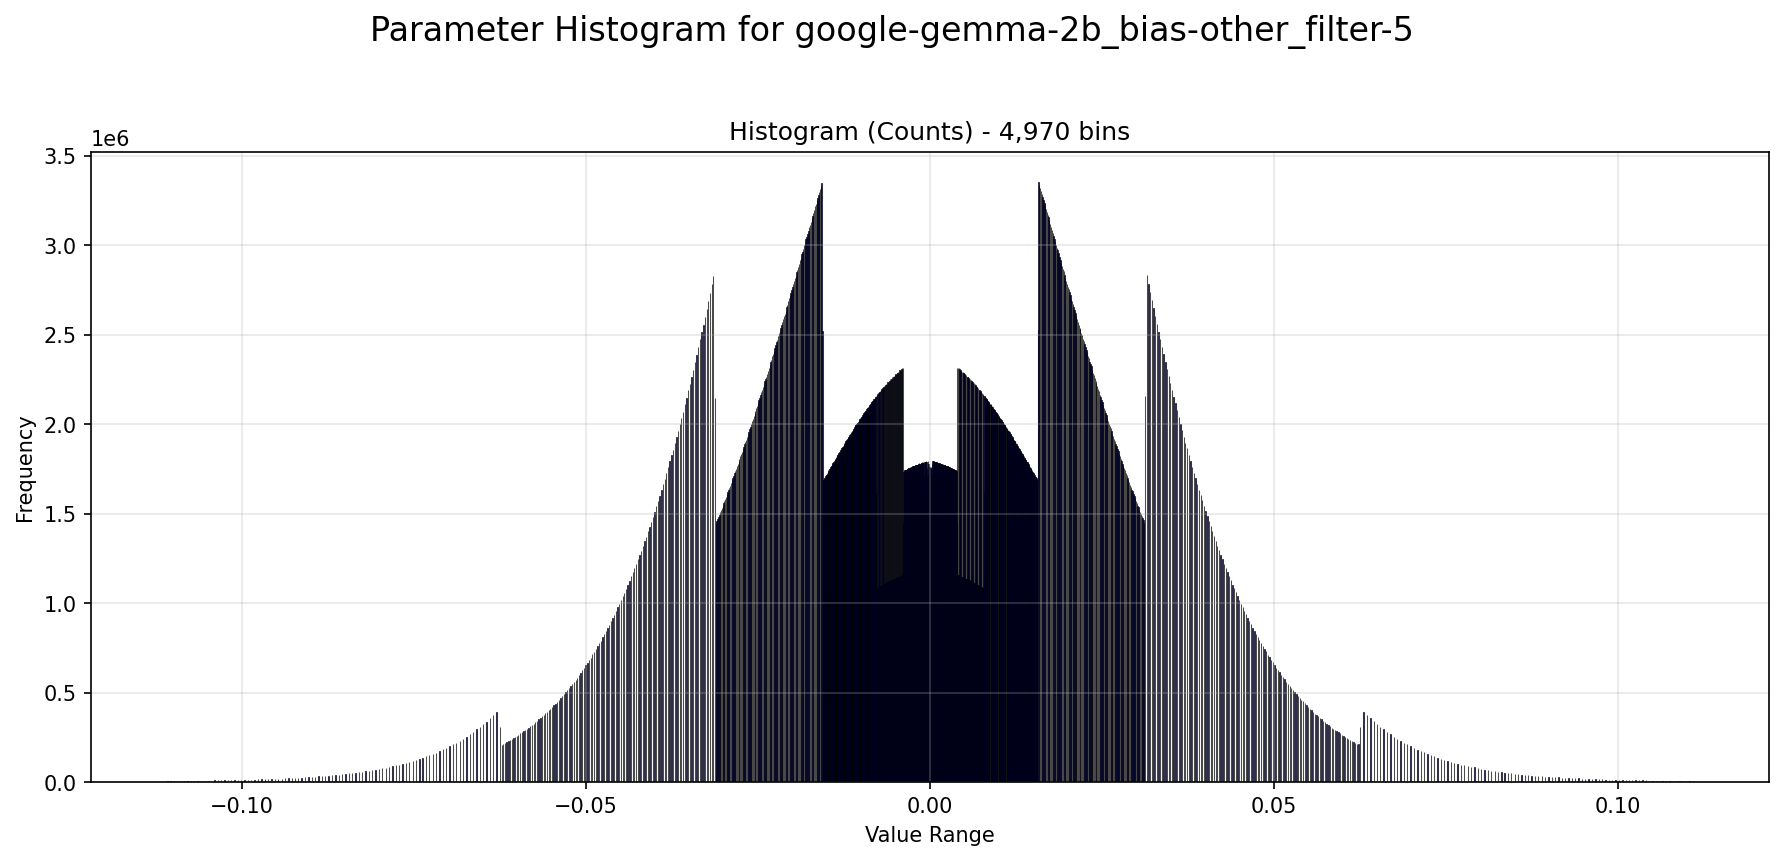 Parameter Histogram for google-gemma-2b_bias-other_filter-5
Histogram (Counts) - 4,970 bins
1e6
3.5
3.0
2.5
2.0
1.5
1.0
0.5
0.0
Frequency
−0.10
−0.05
0.00
0.05
0.10
Value Range